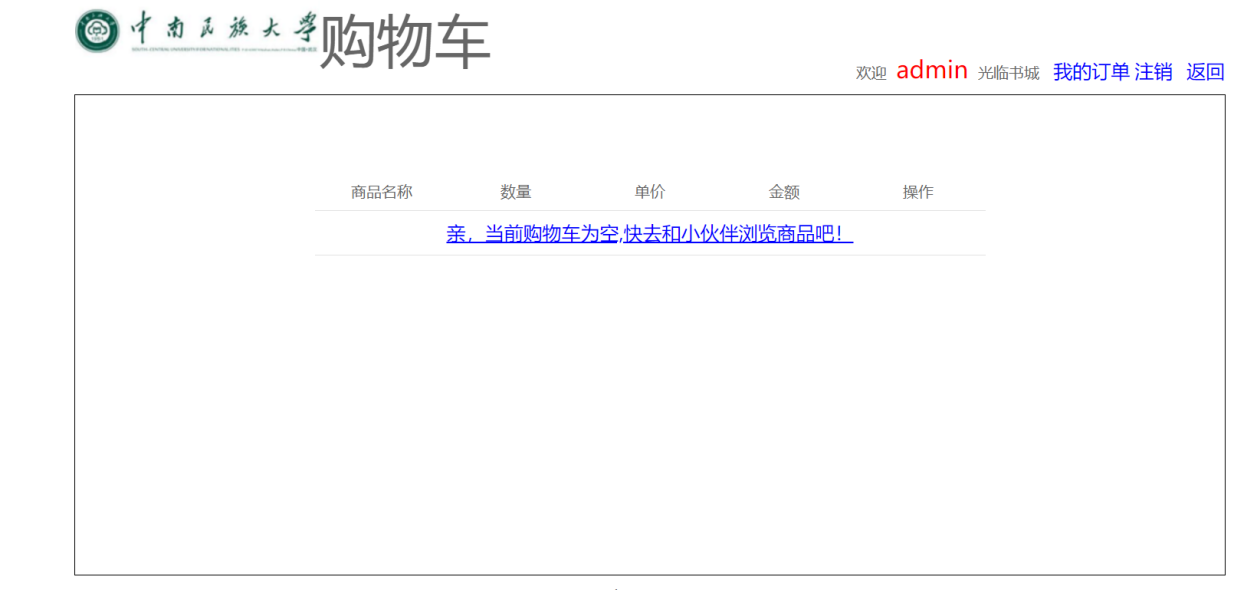 中南民族大学 购物车
欢迎 admin 光临书城 我的订单 注销 返回
商品名称 数量 单价 金额 操作
亲，当前购物车为空,快去和小伙伴浏览商品吧！